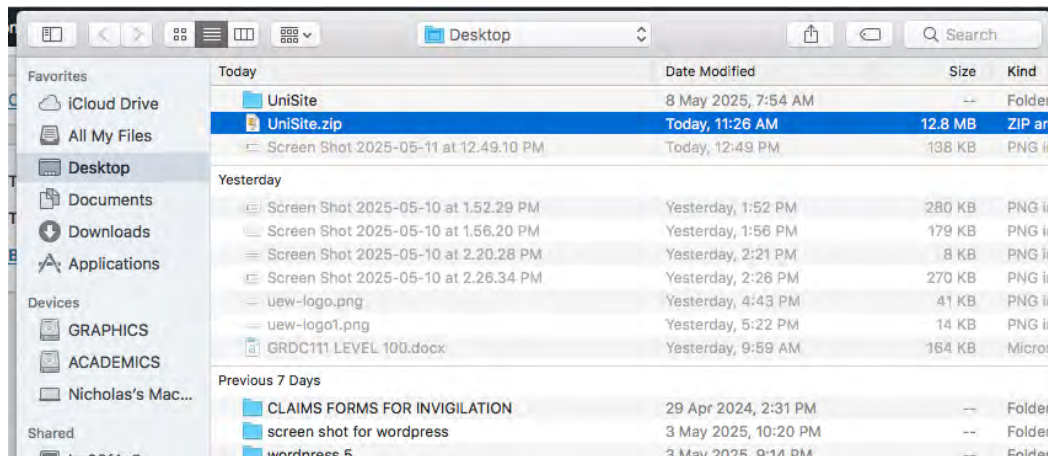 Desktop
Search
Favorites
iCloud Drive
All My Files
Desktop
Documents
Downloads
Applications
Devices
GRAPHICS
ACADEMICS
Nicholas's Mac...
Shared
Today Date Modified Size Kind
UniSite 8 May 2025, 7:54 AM -- Folder
UniSite.zip Today, 11:26 AM 12.8 MB ZIP ar
Screen Shot 2025-05-11 at 12.49.10 PM Today, 12:49 PM 138 KB PNG i
Yesterday
Screen Shot 2025-05-10 at 1.52.29 PM Yesterday, 1:52 PM 280 KB PNG i
Screen Shot 2025-05-10 at 1.56.20 PM Yesterday, 1:56 PM 179 KB PNG i
Screen Shot 2025-05-10 at 2.20.28 PM Yesterday, 2:21 PM 8 KB PNG i
Screen Shot 2025-05-10 at 2.26.34 PM Yesterday, 2:26 PM 270 KB PNG i
uew-logo.png Yesterday, 4:43 PM 41 KB PNG i
uew-logo1.png Yesterday, 5:22 PM 14 KB PNG i
GRDC111 LEVEL 100.docx Yesterday, 9:59 AM 164 KB Micros
Previous 7 Days
CLAIMS FORMS FOR INVIGILATION 29 Apr 2024, 2:31 PM -- Folder
screen shot for wordpress 3 May 2025, 10:20 PM -- Folder
wordpress 5 3 May 2025, 9:14 PM -- Folder